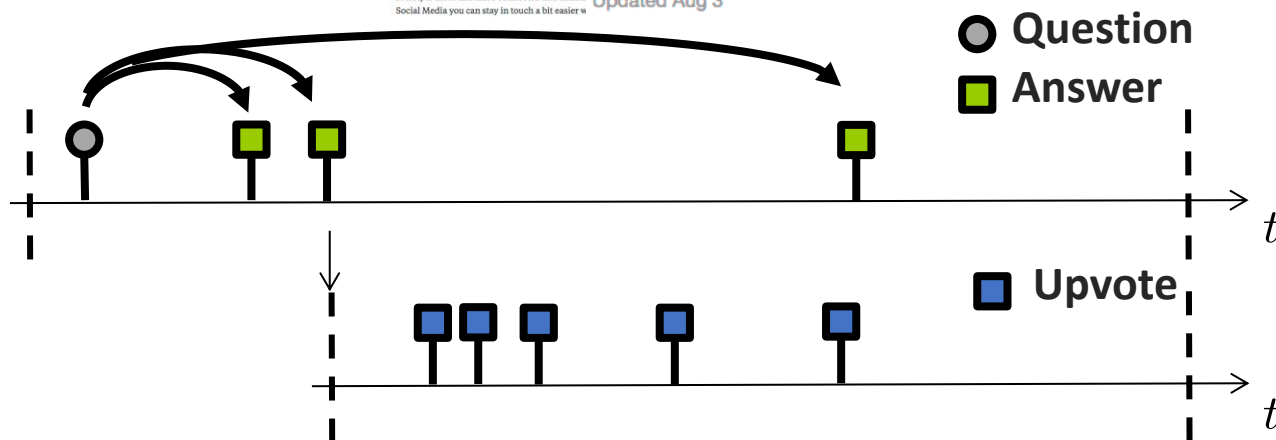 Social Media you can stay in touch a bit easier w
Updated Aug 3
Question
Answer
t
Upvote
t